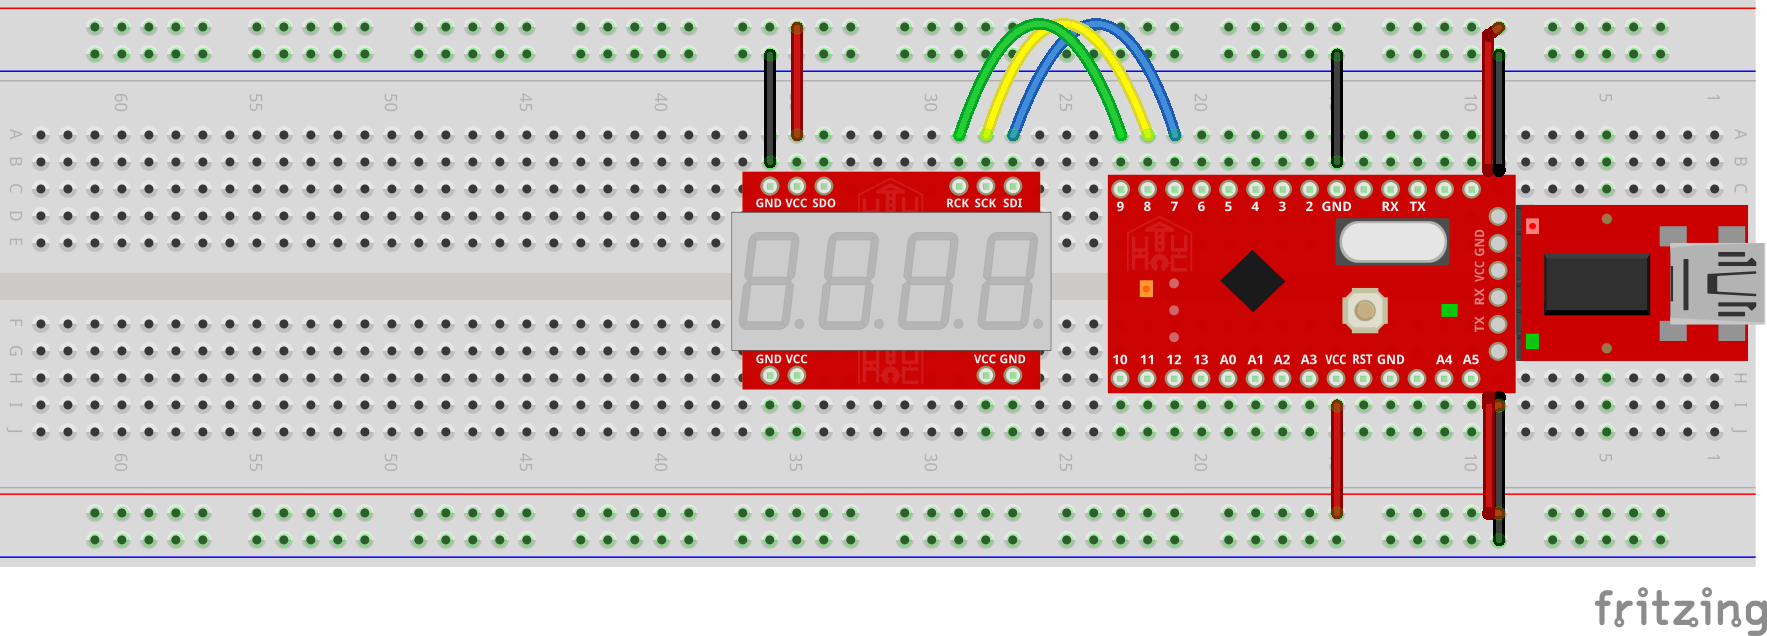 60 55 50 45 40 35 30 25 20 10 5 1
A A
B B
C C
D
E
GND VCC SDO RCK SCK SDI
9 8 7 6 5 4 3 2 GND RX TX
TX RX VCC GND
F
G
GND VCC VCC GND
10 11 12 13 A0 A1 A2 A3 VCC RST GND A4 A5
H H
I I
J J
60 55 50 45 40 35 30 25 20 10 5 1
fritzing